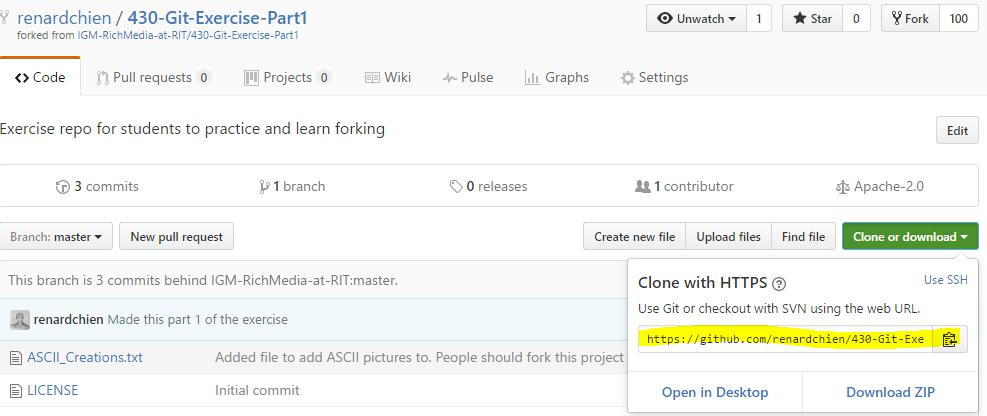 renardchien / 430-Git-Exercise-Part1
forked from IGM-RichMedia-at-RIT/430-Git-Exercise-Part1
Unwatch 1 Star 0 Fork 100
Code Pull requests 0 Projects 0 Wiki Pulse Graphs Settings
Exercise repo for students to practice and learn forking
Edit
3 commits 1 branch 0 releases 1 contributor Apache-2.0
Branch: master New pull request Create new file Upload files Find file Clone or download
This branch is 3 commits behind IGM-RichMedia-at-RIT:master.
renardchien Made this part 1 of the exercise
ASCII_Creations.txt Added file to add ASCII pictures to. People should fork this project
LICENSE Initial commit
Clone with HTTPS ? Use SSH
Use Git or checkout with SVN using the web URL.
https://github.com/renardchien/430-Git-Exe
Open in Desktop Download ZIP